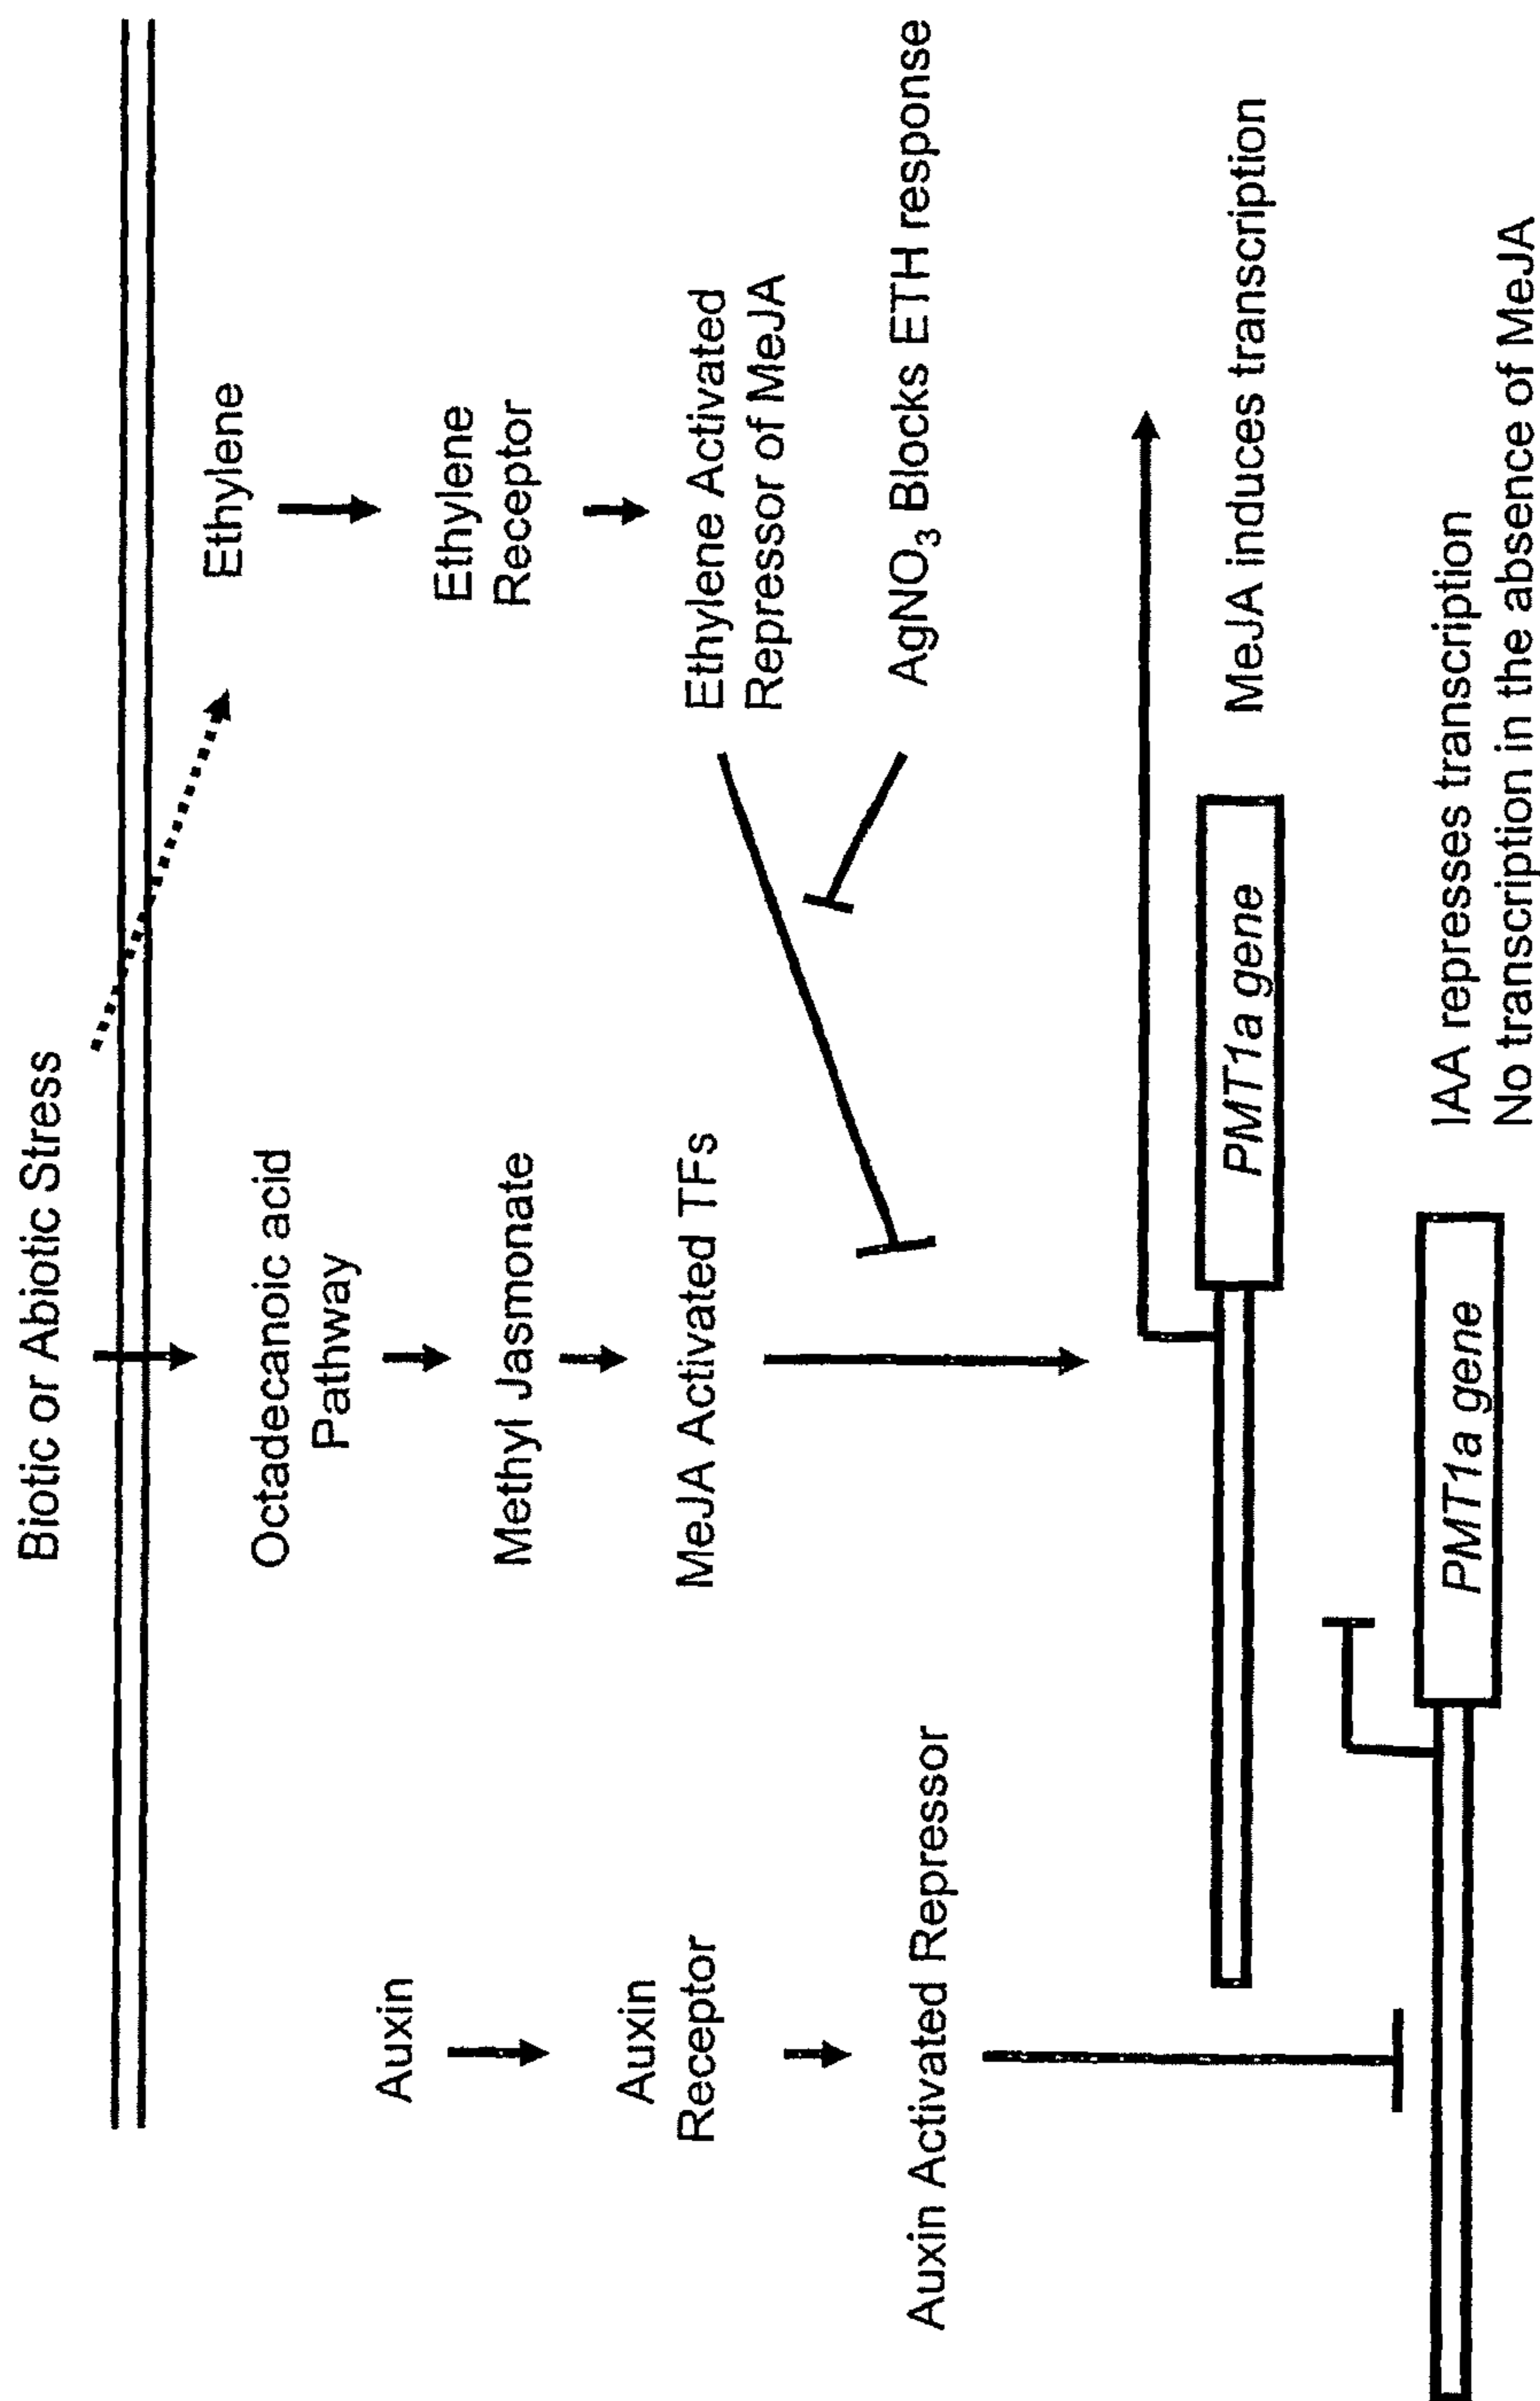 Biotic or Abiotic Stress
Auxin
Auxin
Receptor
Auxin Activated Repressor
Octadecanoic acid
Pathway
Methyl Jasmonate
MeJA Activated TFs
Ethylene
Ethylene
Receptor
Ethylene Activated
Repressor of MeJA
AgNO₃ Blocks ETH response
PMT1a gene
MeJA induces transcription
PMT1a gene
IAA represses transcription
No transcription in the absence of MeJA